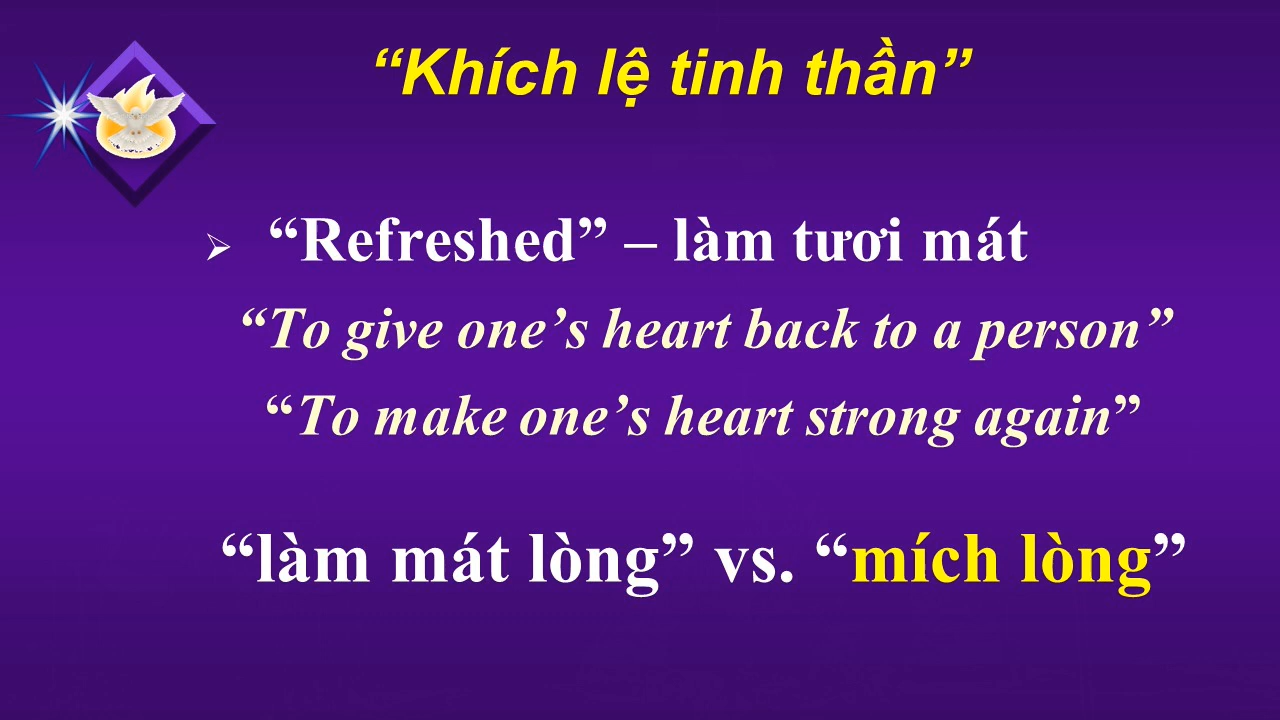 “Khích lệ tinh thần”
➢ “Refreshed” – làm tươi mát
“To give one’s heart back to a person”
“To make one’s heart strong again”
“làm mát lòng” vs. “mích lòng”